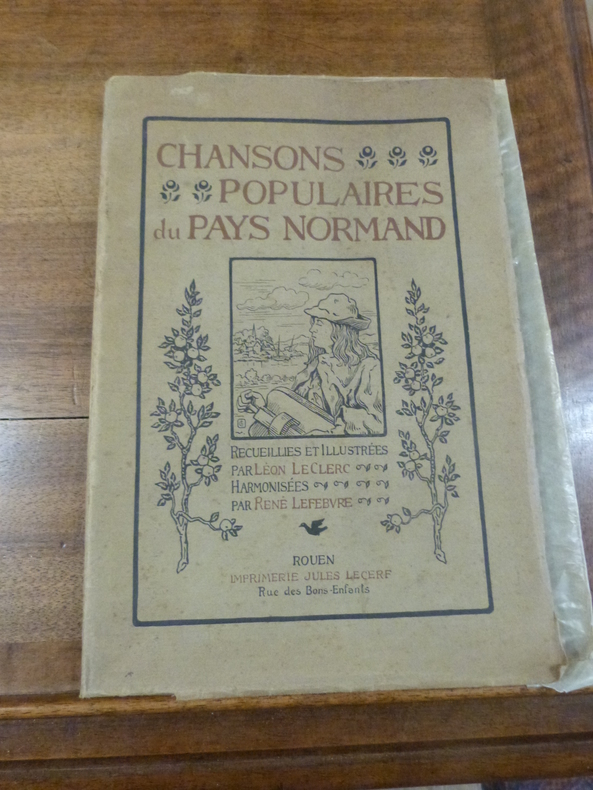 CHANSONS
POPULAIRES
du PAYS NORMAND
RECUEILLIES ET ILLUSTRÉES
PAR LÉON LE CLERC
HARMONISÉES
PAR RENÉ LEFEBVRE
ROUEN
IMPRIMERIE JULES LECERF
Rue des Bons-Enfants